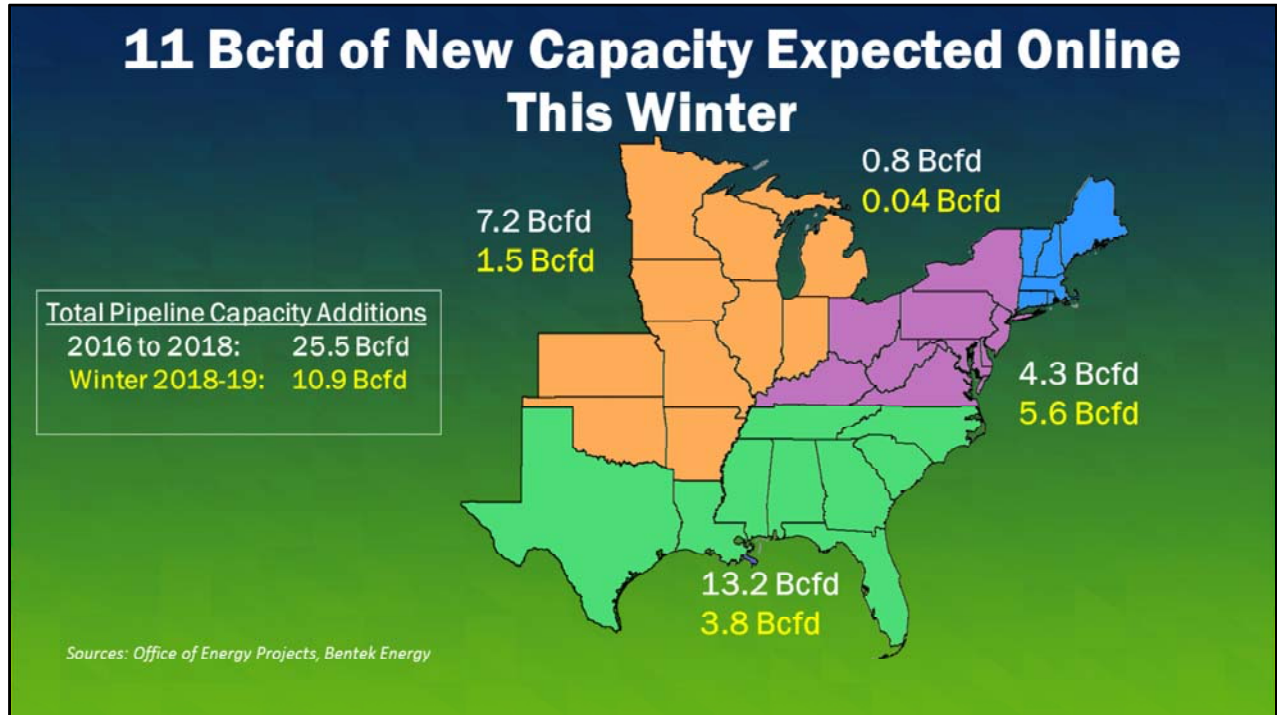 11 Bcfd of New Capacity Expected Online
This Winter
0.8 Bcfd
0.04 Bcfd
7.2 Bcfd
1.5 Bcfd
Total Pipeline Capacity Additions
2016 to 2018: 25.5 Bcfd
Winter 2018-19: 10.9 Bcfd
4.3 Bcfd
5.6 Bcfd
13.2 Bcfd
3.8 Bcfd
Sources: Office of Energy Projects, Bentek Energy